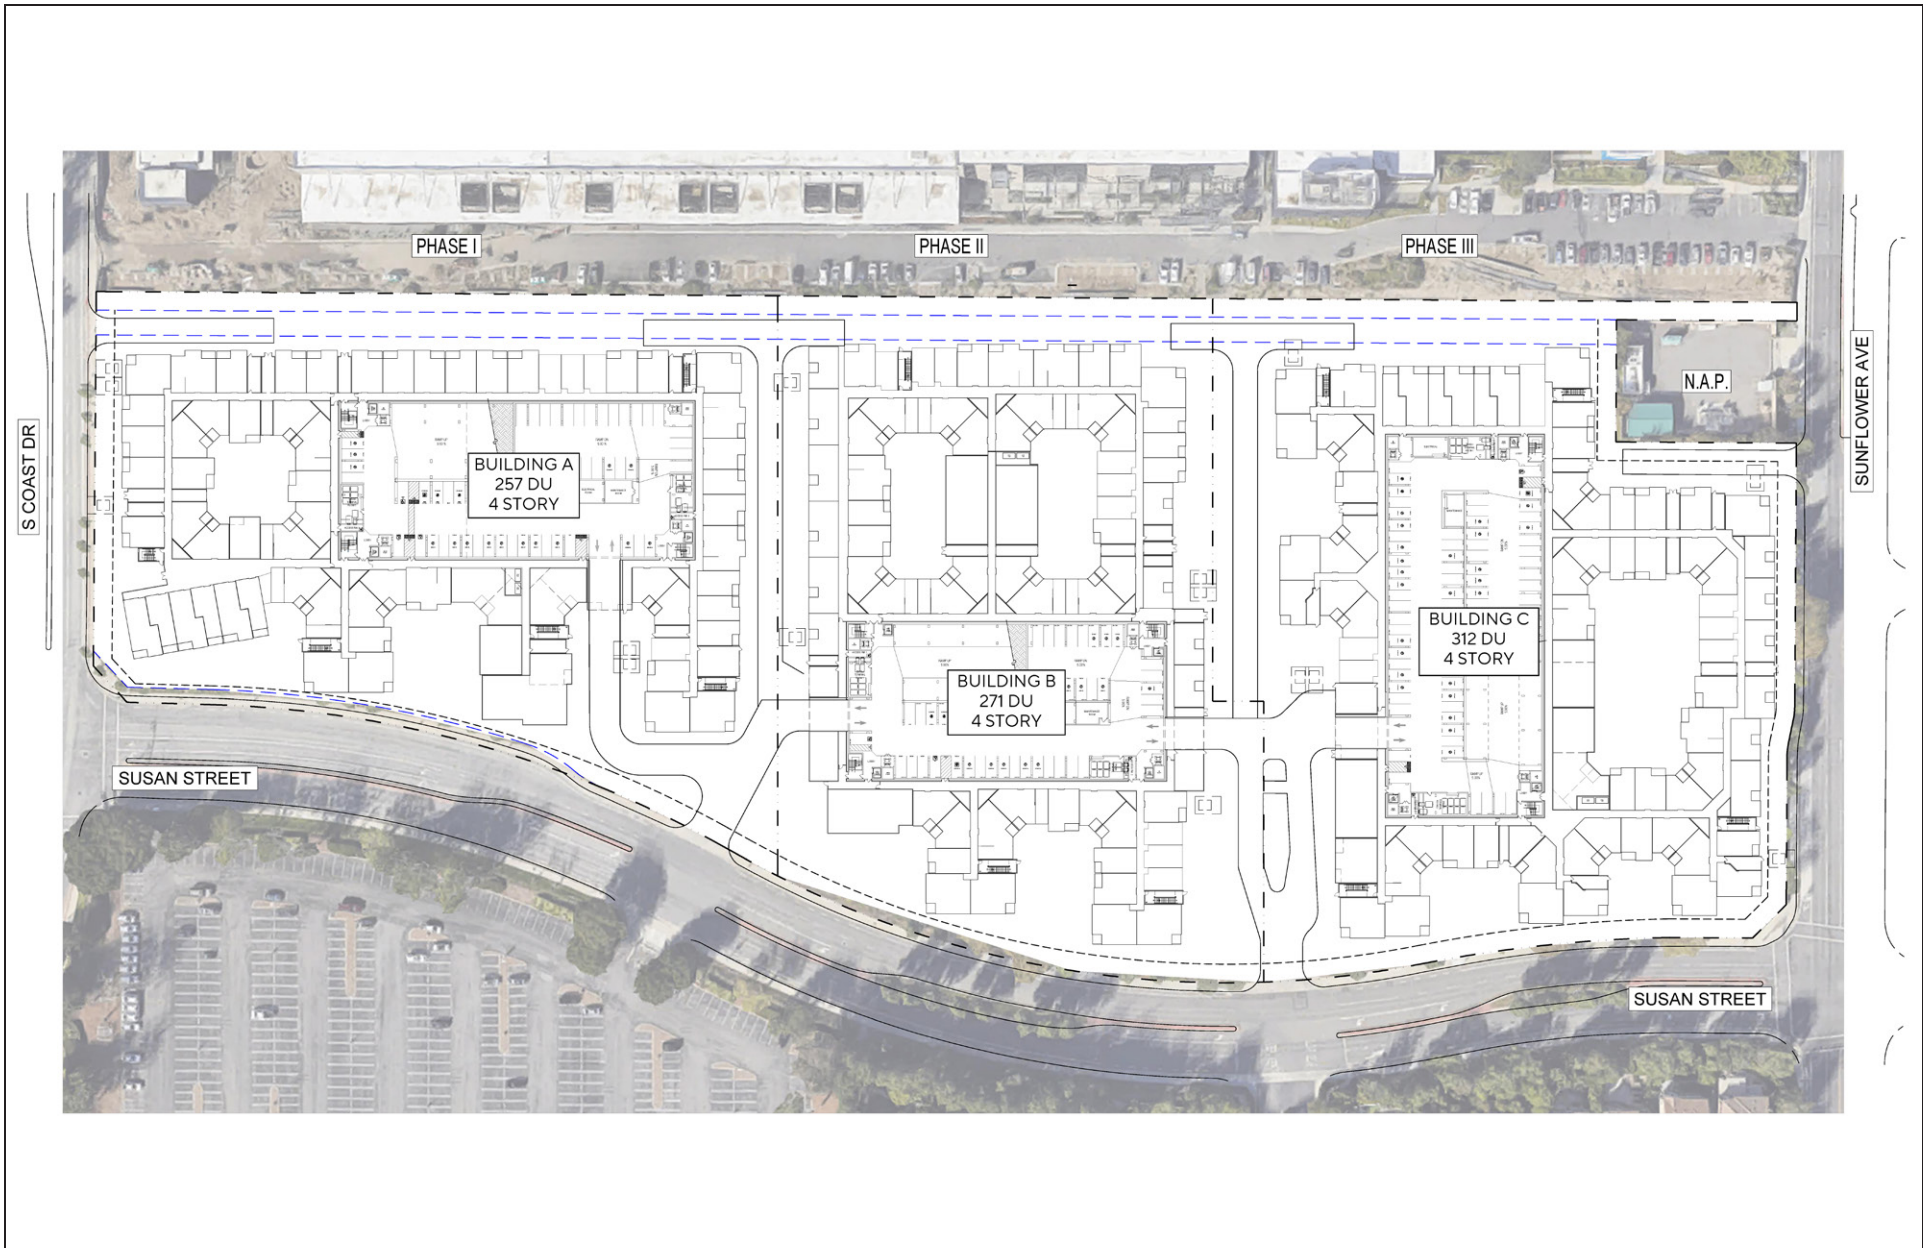 PHASE I
PHASE II
PHASE III
N.A.P.
S COAST DR
SUNFLOWER AVE
BUILDING A
257 DU
4 STORY
BUILDING B
271 DU
4 STORY
BUILDING C
312 DU
4 STORY
SUSAN STREET
SUSAN STREET